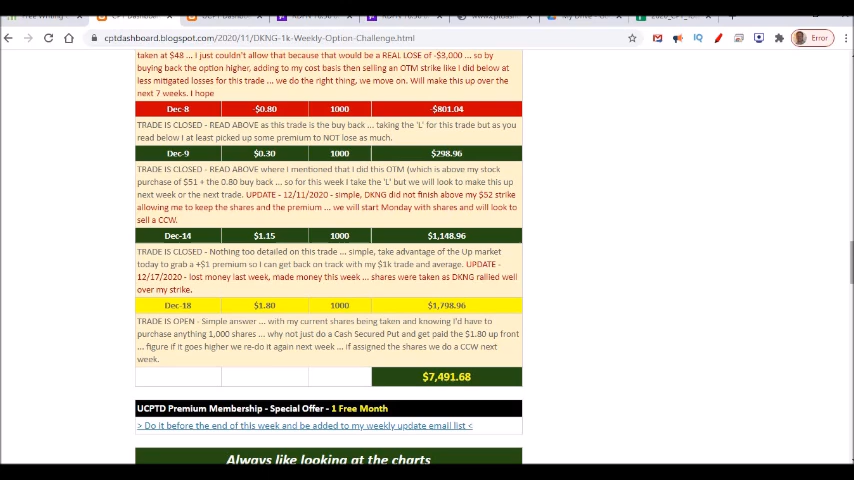 Free Writing
CPT Dashboard
UCPT Dashboard
My Drive - G
Error
cptdashboard.blogspot.com/2020/11/DKNG-1k-Weekly-Option-Challenge.html
taken at $48 ... I just couldn't allow that because that would be a REAL LOSE of -$3,000 ... so by
buying back the option higher, adding to my cost basis then selling an OTM strike like I did below at
less mitigated losses for this trade ... we do the right thing, we move on. Will make this up over the
next 7 weeks. I hope
Dec-8 -$0.80 1000 -$801.04
TRADE IS CLOSED - READ ABOVE as this trade is the buy back ... taking the 'L' for this trade but as you
read below I at least picked up some premium to NOT lose as much.
Dec-9 $0.30 1000 $298.96
TRADE IS CLOSED - READ ABOVE where I mentioned that I did this OTM (which is above my stock
purchase of $51 + the 0.80 buy back ... so for this week I take the 'L' but we will look to make this up
next week or the next trade. UPDATE - 12/11/2020 - simple, DKNG did not finish above my $52 strike
allowing me to keep the shares and the premium ... we will start Monday with shares and will look to
sell a CCW.
Dec-14 $1.15 1000 $1,148.96
TRADE IS CLOSED - Nothing too detailed on this trade ... simple, take advantage of the Up market
today to grab a +$1 premium so I can get back on track with my $1k trade and average. UPDATE -
12/17/2020 - lost money last week, made money this week ... shares were taken as DKNG rallied well
over my strike.
Dec-18 $1.80 1000 $1,798.96
TRADE IS OPEN - Simple answer ... with my current shares being taken and knowing I'd have to
purchase anything 1,000 shares ... why not just do a Cash Secured Put and get paid the $1.80 up front
... figure if it goes higher we re-do it again next week ... if assigned the shares we do a CCW next
week.
$7,491.68
UCPTD Premium Membership - Special Offer - 1 Free Month
> Do it before the end of this week and be added to my weekly update email list <
Always like looking at the charts